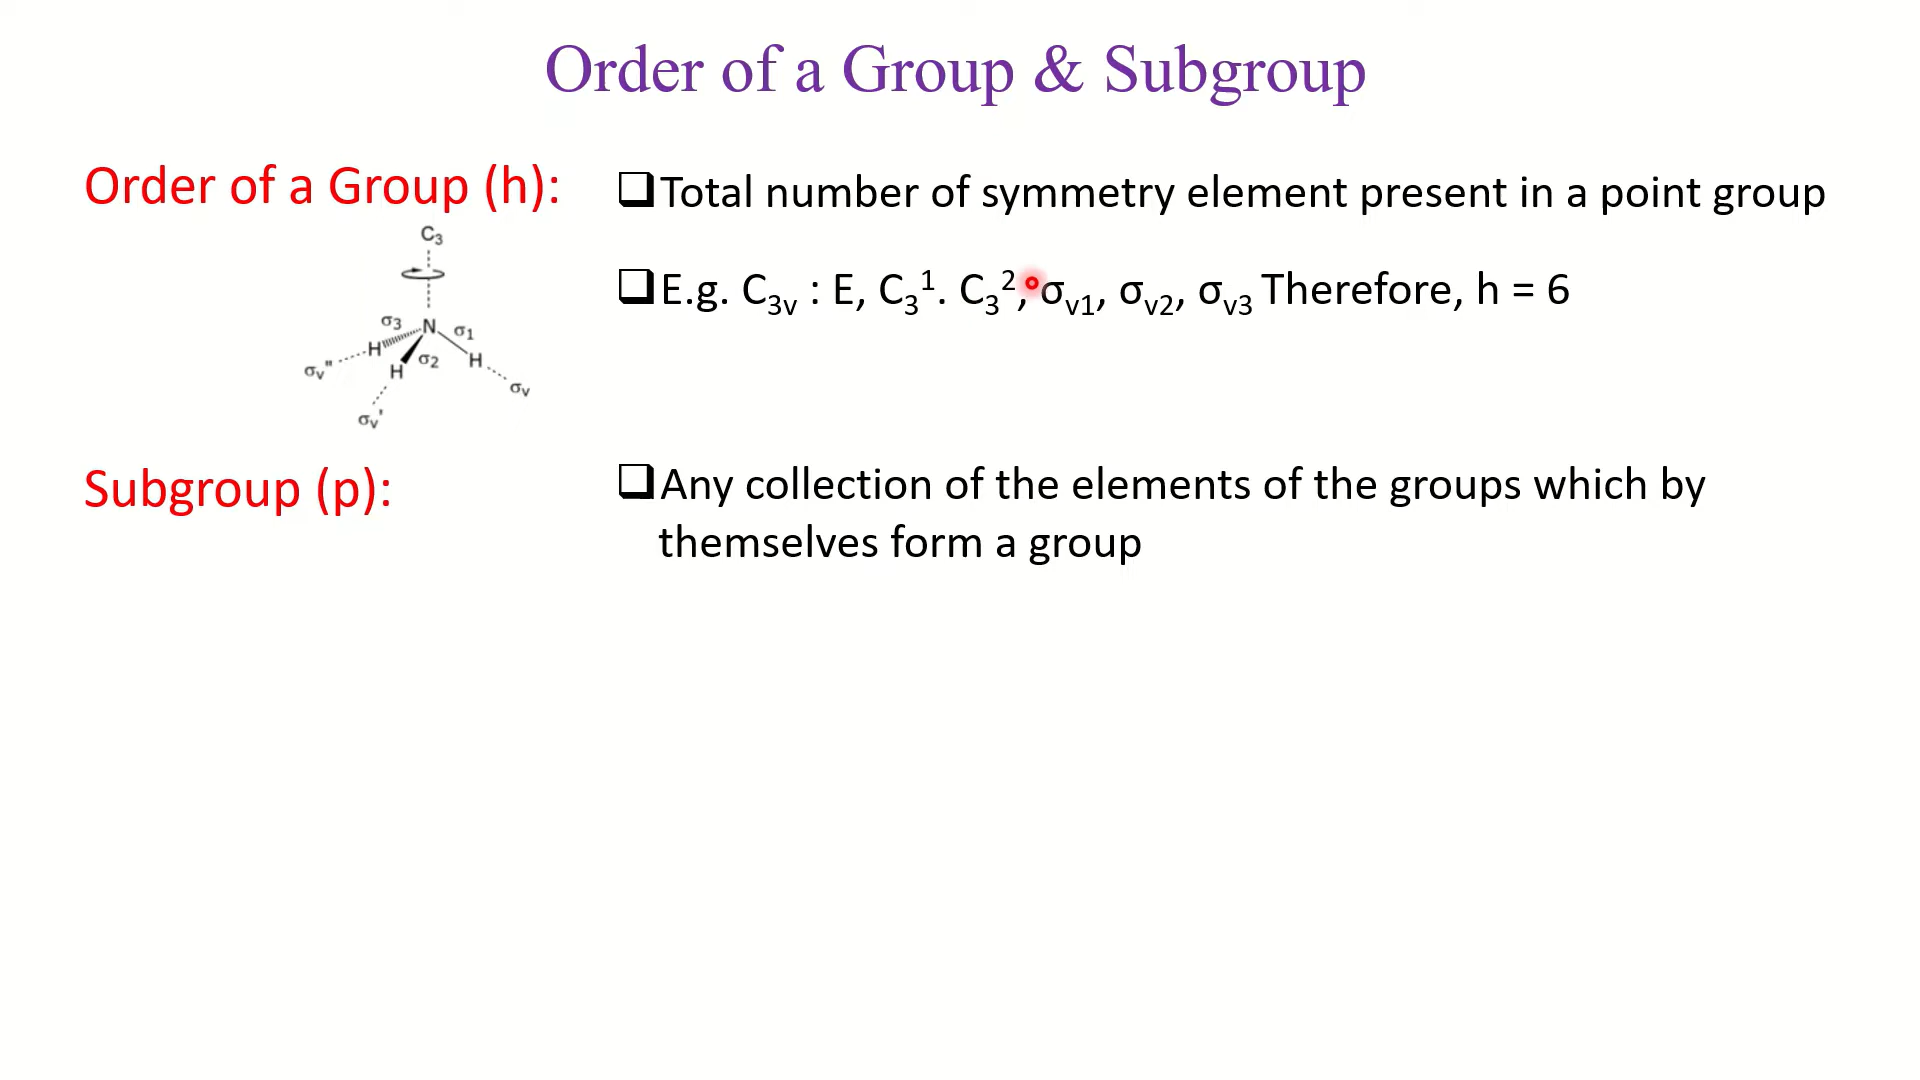 Order of a Group & Subgroup
Order of a Group (h):
❑Total number of symmetry element present in a point group
❑E.g. C₃ᵥ : E, C₃¹. C₃², σᵥ₁, σᵥ₂, σᵥ₃ Therefore, h = 6
C₃
σ₃ N σ₁
H σ₂ H
σᵥ" H σᵥ
σᵥ'
Subgroup (p):
❑Any collection of the elements of the groups which by
themselves form a group